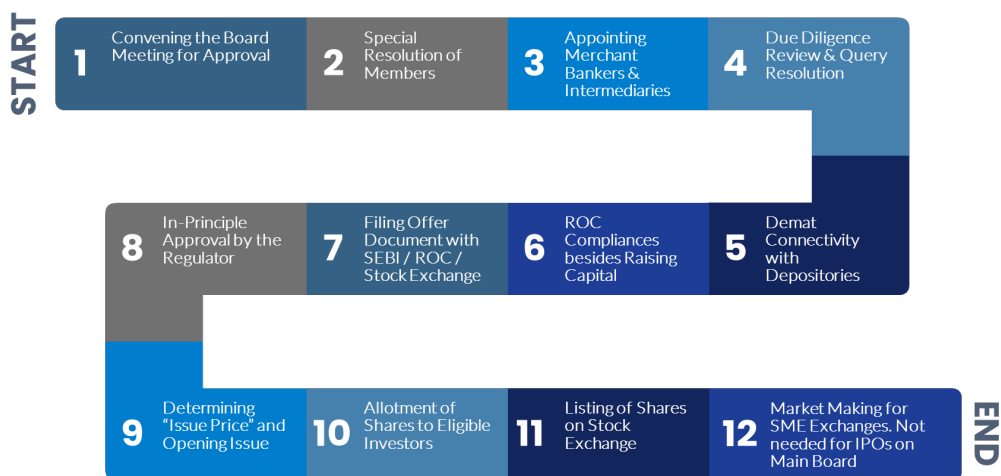 START
1
Convening the Board
Meeting for Approval
2
Special
Resolution of
Members
3
Appointing
Merchant
Bankers &
Intermediaries
4
Due Diligence
Review & Query
Resolution
5
Demat
Connectivity
with
Depositories
6
ROC
Compliances
besides Raising
Capital
7
Filing Offer
Document with
SEBI / ROC /
Stock Exchange
8
In-Principle
Approval by the
Regulator
9
Determining
“Issue Price” and
Opening Issue
10
Allotment of
Shares to Eligible
Investors
11
Listing of Shares
on Stock
Exchange
12
Market Making for
SME Exchanges. Not
needed for IPOs on
Main Board
END